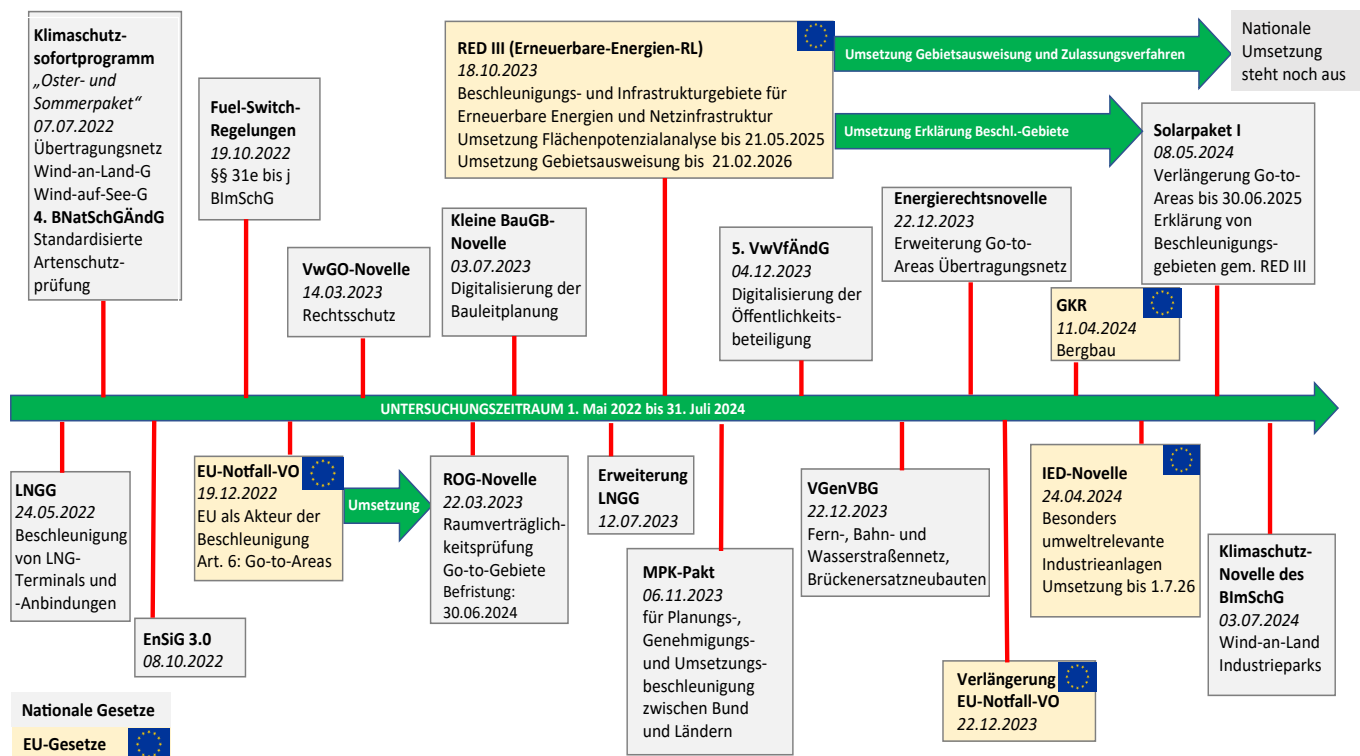 Klimaschutz-
sofortprogramm
„Oster- und
Sommerpaket“
07.07.2022
Übertragungsnetz
Wind-an-Land-G
Wind-auf-See-G
4. BNatSchGÄndG
Standardisierte
Artenschutz-
prüfung
Fuel-Switch-
Regelungen
19.10.2022
§§ 31e bis j
BImSchG
VwGO-Novelle
14.03.2023
Rechtsschutz
Kleine BauGB-
Novelle
03.07.2023
Digitalisierung der
Bauleitplanung
RED III (Erneuerbare-Energien-RL)
18.10.2023
Beschleunigungs- und Infrastrukturgebiete für
Erneuerbare Energien und Netzinfrastruktur
Umsetzung Flächenpotenzialanalyse bis 21.05.2025
Umsetzung Gebietsausweisung bis 21.02.2026
Umsetzung Gebietsausweisung und Zulassungsverfahren
Nationale
Umsetzung
steht noch aus
Umsetzung Erklärung Beschl.-Gebiete
5. VwVfÄndG
04.12.2023
Digitalisierung der
Öffentlichkeits-
beteiligung
Energierechtsnovelle
22.12.2023
Erweiterung Go-to-
Areas Übertragungsnetz
GKR
11.04.2024
Bergbau
Solarpaket I
08.05.2024
Verlängerung Go-to-
Areas bis 30.06.2025
Erklärung von
Beschleunigungs-
gebieten gem. RED III
UNTERSUCHUNGSZEITRAUM 1. Mai 2022 bis 31. Juli 2024
LNGG
24.05.2022
Beschleunigung
von LNG-
Terminals und
-Anbindungen
EnSiG 3.0
08.10.2022
EU-Notfall-VO
19.12.2022
EU als Akteur der
Beschleunigung
Art. 6: Go-to-Areas
Umsetzung
ROG-Novelle
22.03.2023
Raumverträglich-
keitsprüfung
Go-to-Gebiete
Befristung:
30.06.2024
Erweiterung
LNGG
12.07.2023
MPK-Pakt
06.11.2023
für Planungs-,
Genehmigungs-
und Umsetzungs-
beschleunigung
zwischen Bund
und Ländern
VGenVBG
22.12.2023
Fern-, Bahn- und
Wasserstraßennetz,
Brückenersatzneubauten
Verlängerung
EU-Notfall-VO
22.12.2023
IED-Novelle
24.04.2024
Besonders
umweltrelevante
Industrieanlagen
Umsetzung bis 1.7.26
Klimaschutz-
Novelle des
BImSchG
03.07.2024
Wind-an-Land
Industrieparks
Nationale Gesetze
EU-Gesetze